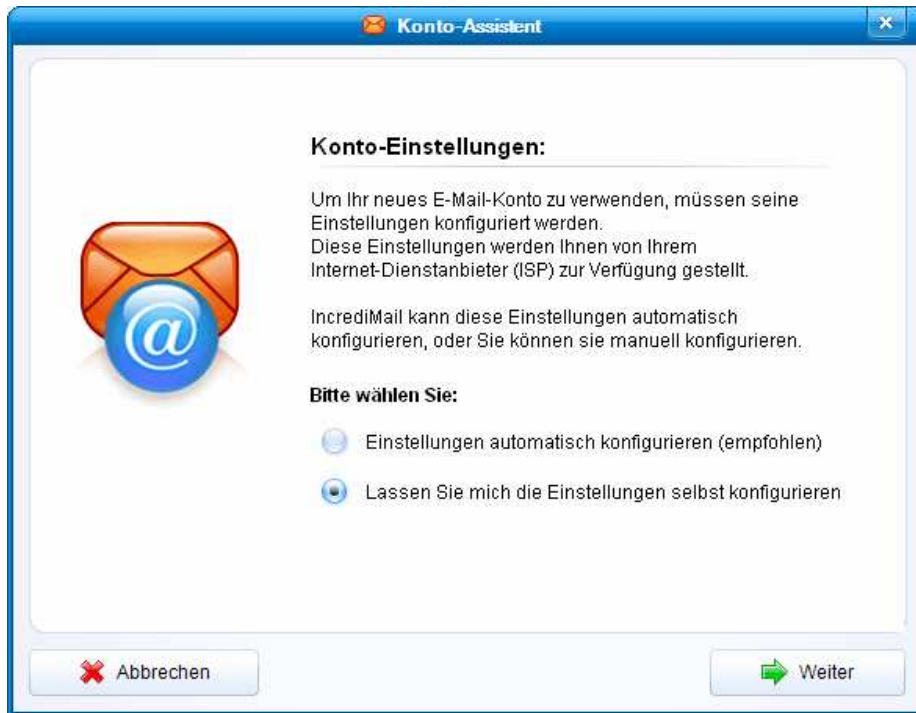 Konto-Assistent
Konto-Einstellungen:
Um Ihr neues E-Mail-Konto zu verwenden, müssen seine
Einstellungen konfiguriert werden.
Diese Einstellungen werden Ihnen von Ihrem
Internet-Dienstanbieter (ISP) zur Verfügung gestellt.
IncrediMail kann diese Einstellungen automatisch
konfigurieren, oder Sie können sie manuell konfigurieren.
Bitte wählen Sie:
Einstellungen automatisch konfigurieren (empfohlen)
Lassen Sie mich die Einstellungen selbst konfigurieren
Abbrechen
Weiter